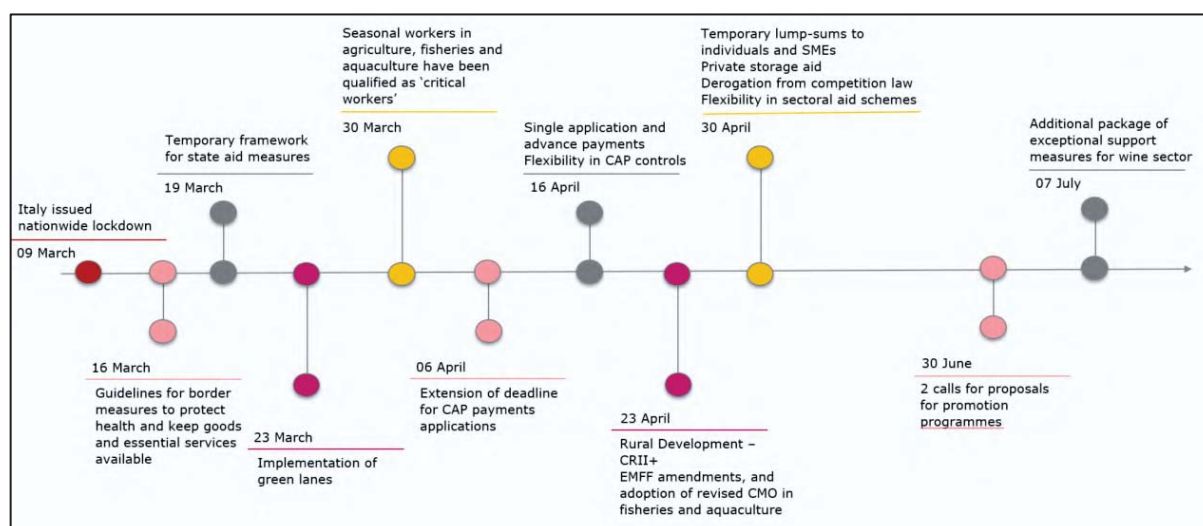 Italy issued
nationwide lockdown
09 March
16 March
Guidelines for border
measures to protect
health and keep goods
and essential services
available
Temporary framework
for state aid measures
19 March
23 March
Implementation of
green lanes
Seasonal workers in
agriculture, fisheries and
aquaculture have been
qualified as ‘critical
workers’
30 March
06 April
Extension of deadline
for CAP payments
applications
Single application and
advance payments
Flexibility in CAP controls
16 April
23 April
Rural Development –
CRII+
EMFF amendments, and
adoption of revised CMO in
fisheries and aquaculture
Temporary lump-sums to
individuals and SMEs
Private storage aid
Derogation from competition law
Flexibility in sectoral aid schemes
30 April
30 June
2 calls for proposals
for promotion
programmes
Additional package of
exceptional support
measures for wine sector
07 July